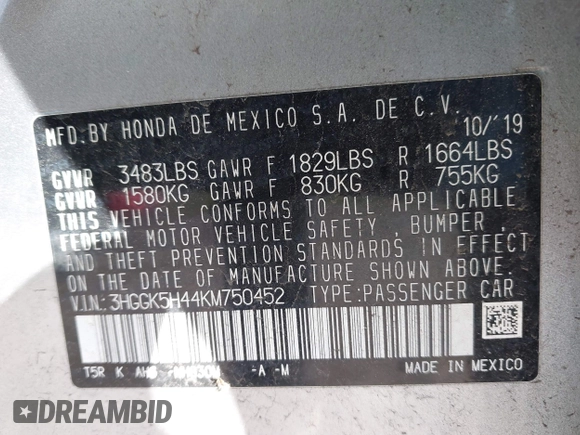 MFD.BY HONDA DE MEXICO S.A. DE C.V.
10/'19
GVWR 3483LBS GAWR F 1829LBS R 1664LBS
GVWR 1580KG GAWR F 830KG R 755KG
THIS VEHICLE CONFORMS TO ALL APPLICABLE
FEDERAL MOTOR VEHICLE SAFETY, BUMPER,
AND THEFT PREVENTION STANDARDS IN EFFECT
ON THE DATE OF MANUFACTURE SHOWN ABOVE.
V.I.N.:3HGGK5H44KM750452 TYPE:PASSENGER CAR
T5R K -A -M
MADE IN MEXICO
DREAMBID